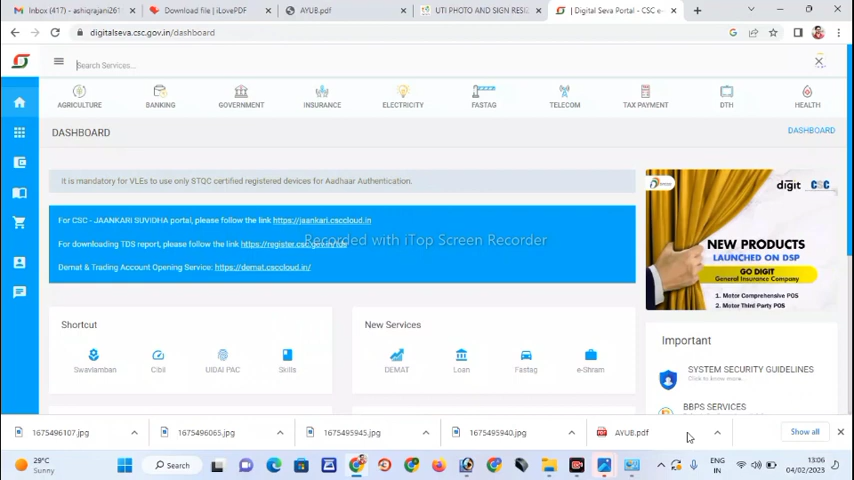 Inbox (417) - ashiqrajani261
Download file | iLovePDF
AYUB.pdf
UTI PHOTO AND SIGN RESI
| Digital Seva Portal - CSC e-
digitalseva.csc.gov.in/dashboard
Search Services...
AGRICULTURE
BANKING
GOVERNMENT
INSURANCE
ELECTRICITY
FASTAG
TELECOM
TAX PAYMENT
DTH
HEALTH
DASHBOARD
DASHBOARD
It is mandatory for VLEs to use only STQC certified registered devices for Aadhaar Authentication.
For CSC - JAANKARI SUVIDHA portal, please follow the link https://jaankari.csccloud.in
For downloading TDS report, please follow the link https://register.csc.gov.in/tds
Recorded with iTop Screen Recorder
Demat & Trading Account Opening Service: https://demat.csccloud.in/
digit CSC
NEW PRODUCTS
LAUNCHED ON DSP
GO DIGIT
General Insurance Company
1. Motor Comprehensive POS
2. Motor Third Party POS
Shortcut
Swavlamban
Cibil
UIDAI PAC
Skills
New Services
DEMAT
Loan
Fastag
e-Shram
Important
SYSTEM SECURITY GUIDELINES
Click to know more...
BBPS SERVICES
1675496107.jpg
1675496065.jpg
1675495945.jpg
1675495940.jpg
AYUB.pdf
Show all
29°C
Sunny
Search
ENG
IN
13:06
04/02/2023